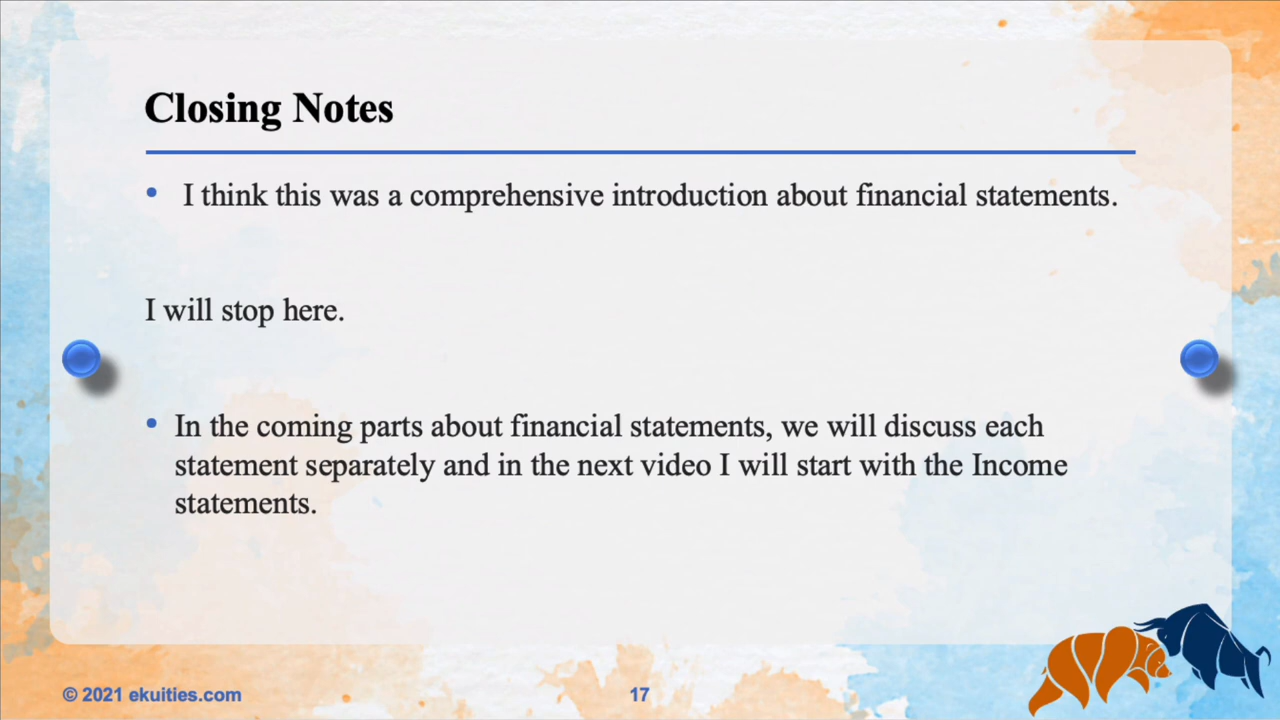 Closing Notes
• I think this was a comprehensive introduction about financial statements.
I will stop here.
• In the coming parts about financial statements, we will discuss each
statement separately and in the next video I will start with the Income
statements.
© 2021 ekuities.com
17